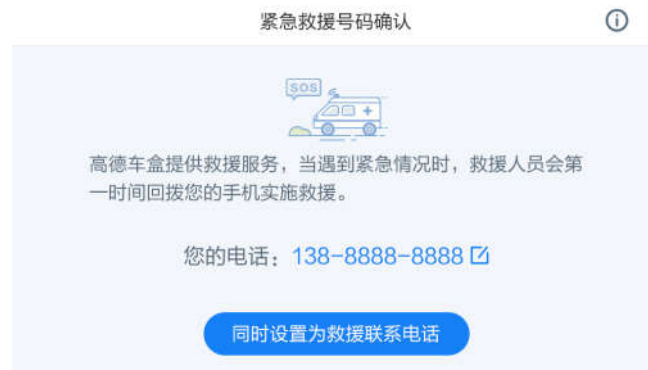 紧急救援号码确认
SOS
高德车盒提供救援服务，当遇到紧急情况时，救援人员会第
一时间回拨您的手机实施救援。
您的电话：138-8888-8888
同时设置为救援联系电话